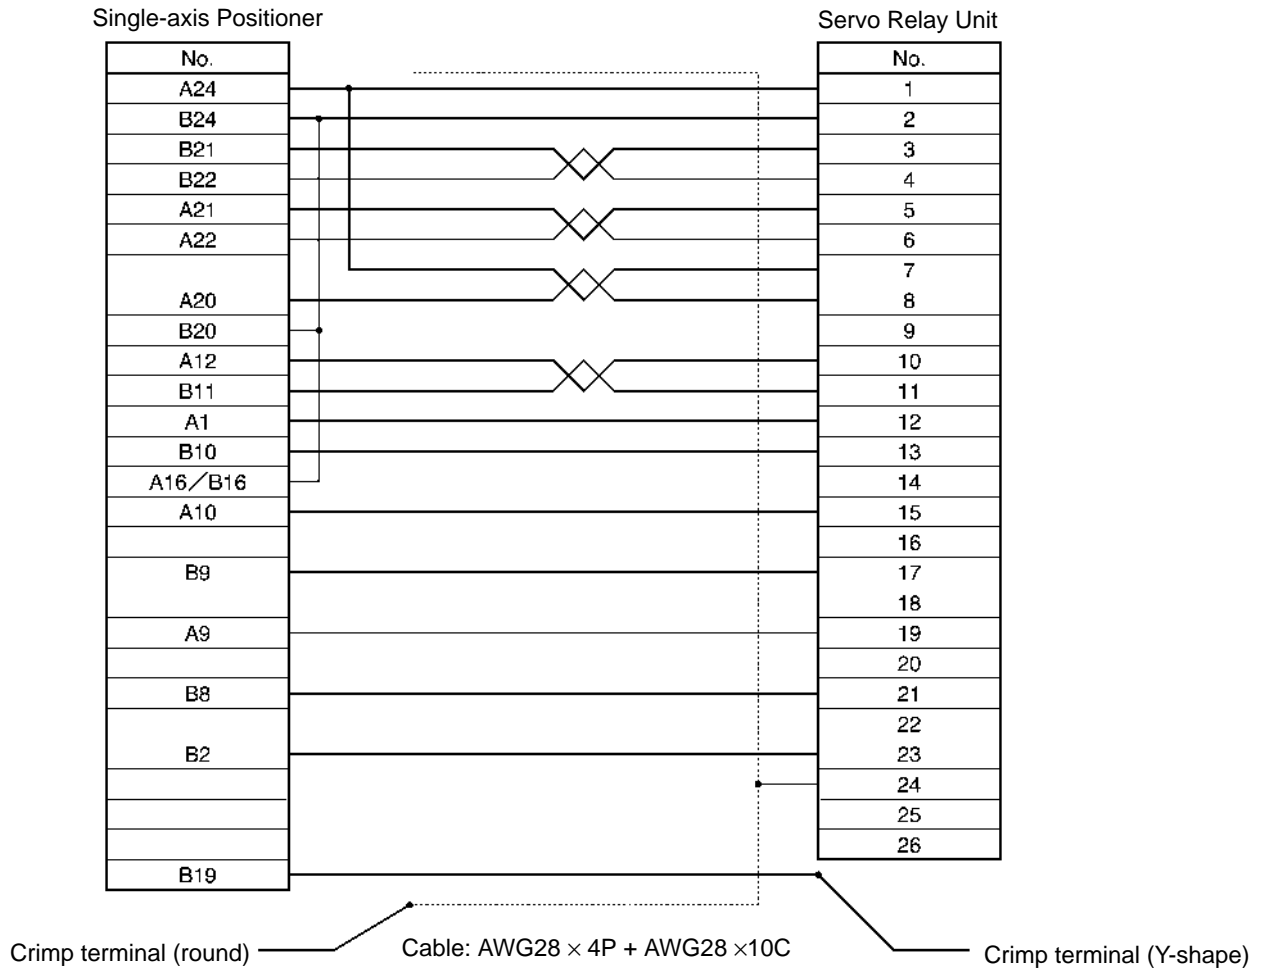 Single-axis Positioner
Servo Relay Unit
No.
No.
A24
1
B24
2
B21
3
B22
4
A21
5
A22
6
7
A20
8
B20
9
A12
10
B11
11
A1
12
B10
13
A16/B16
14
A10
15
16
B9
17
18
A9
19
20
B8
21
22
B2
23
24
25
26
B19
Crimp terminal (round)
Cable: AWG28 × 4P + AWG28 ×10C
Crimp terminal (Y-shape)